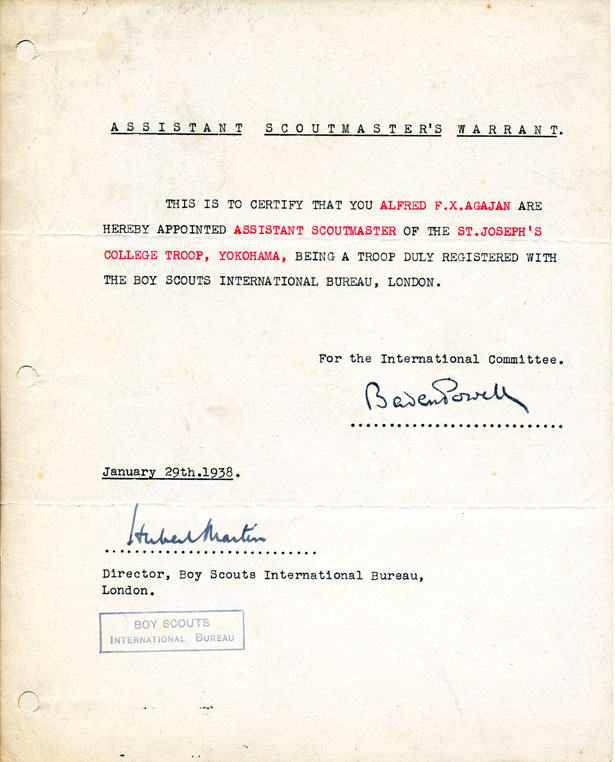 ASSISTANT SCOUTMASTER'S WARRANT.
THIS IS TO CERTIFY THAT YOU ALFRED F.X.AGAJAN ARE
HEREBY APPOINTED ASSISTANT SCOUTMASTER OF THE ST.JOSEPH'S
COLLEGE TROOP, YOKOHAMA, BEING A TROOP DULY REGISTERED WITH
THE BOY SCOUTS INTERNATIONAL BUREAU, LONDON.
For the International Committee.
Baden Powell
January 29th.1938.
Hubert Martin
Director, Boy Scouts International Bureau,
London.
BOY SCOUTS
INTERNATIONAL BUREAU